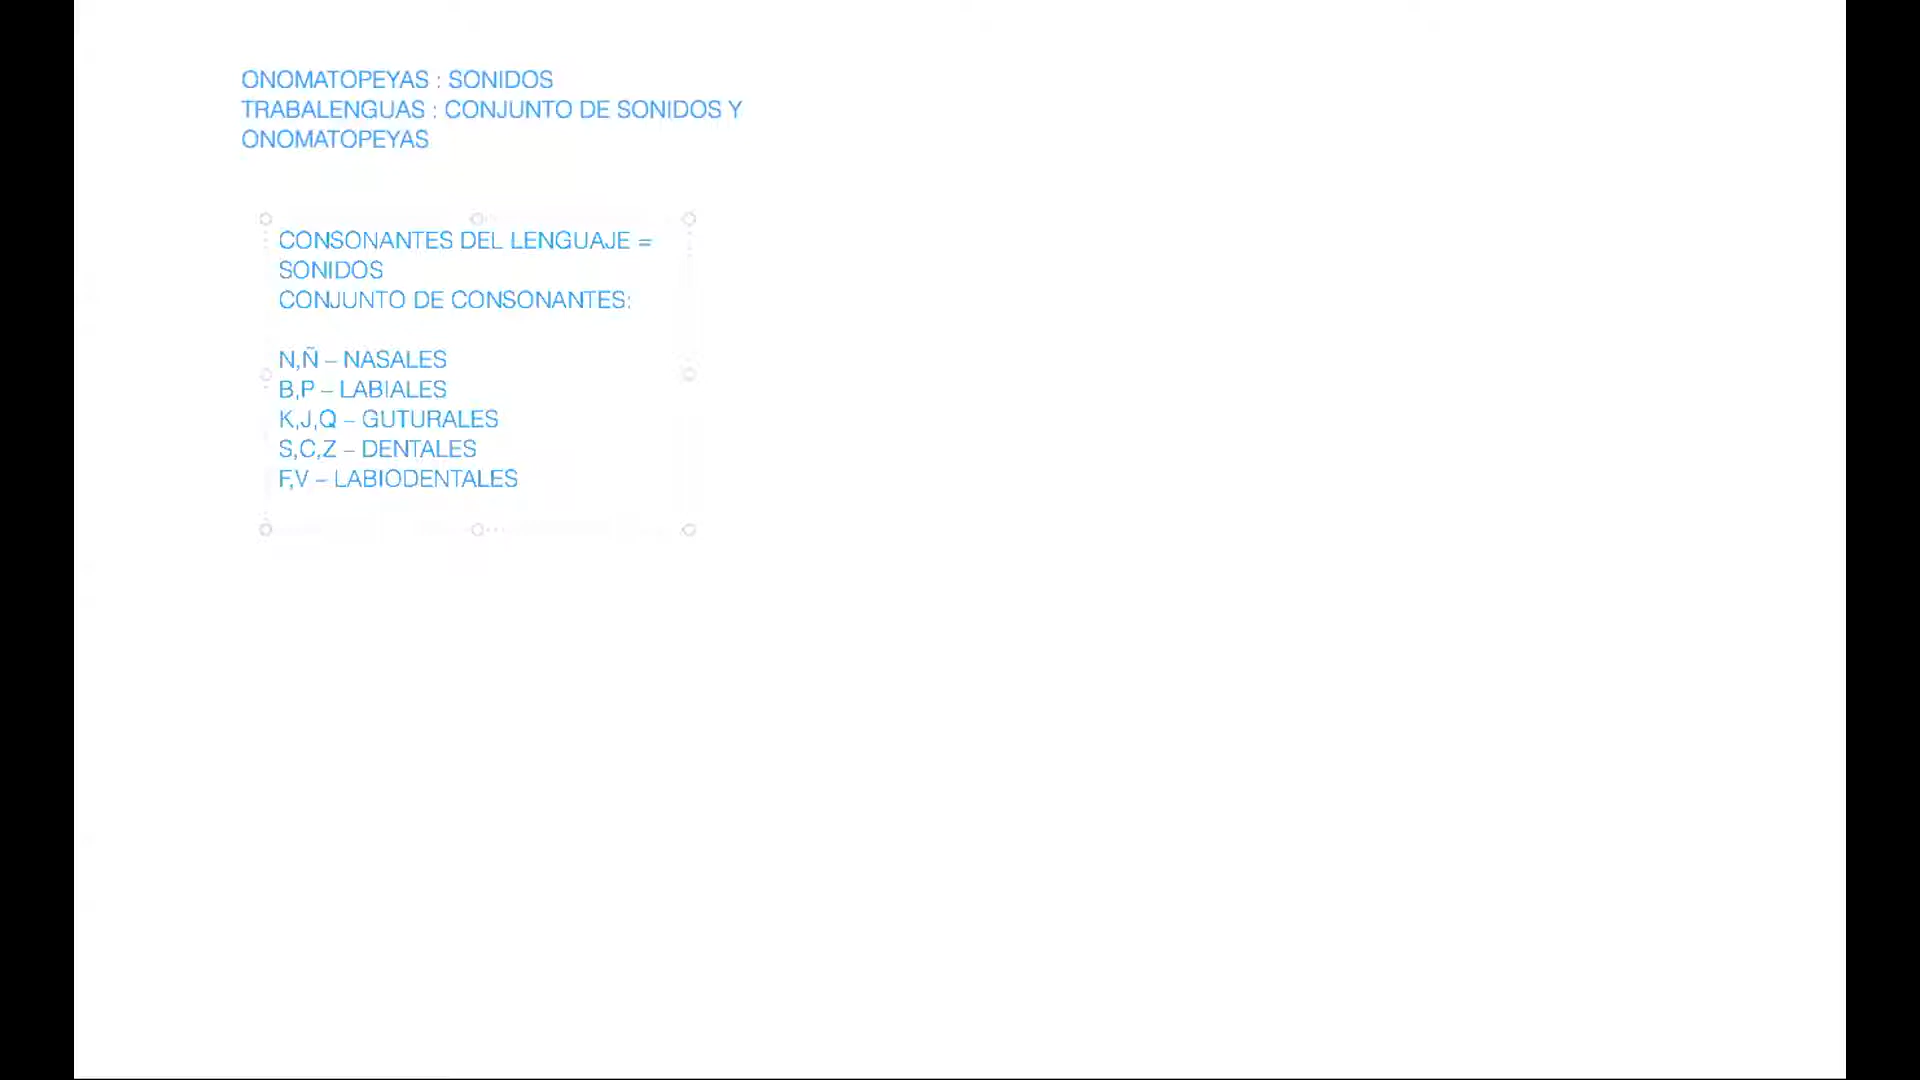 ONOMATOPEYAS : SONIDOS
TRABALENGUAS : CONJUNTO DE SONIDOS Y
ONOMATOPEYAS
CONSONANTES DEL LENGUAJE =
SONIDOS
CONJUNTO DE CONSONANTES:
N,Ñ – NASALES
B,P – LABIALES
K,J,Q – GUTURALES
S,C,Z – DENTALES
F,V – LABIODENTALES